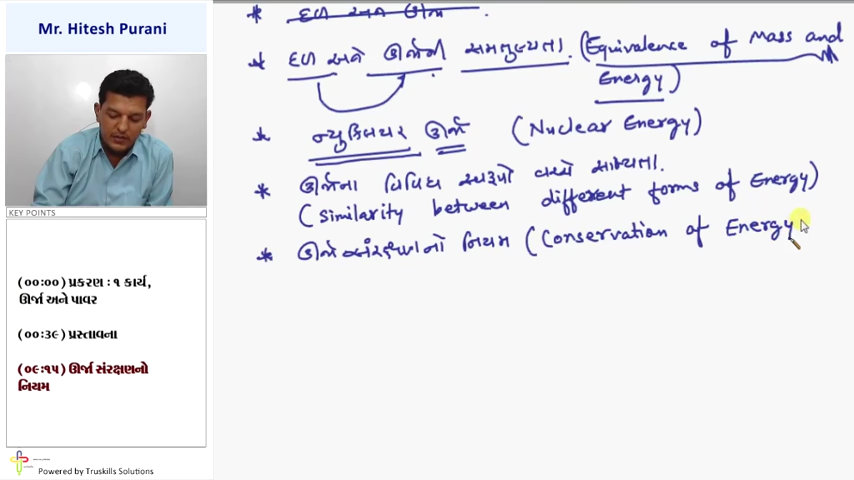 Mr. Hitesh Purani
* દળ અને ઊર્જા .
* દળ અને ઊર્જાની સમતુલ્યતા. (Equivalence of Mass and
Energy)
* ન્યુક્લિયર ઊર્જા (Nuclear Energy)
* ઊર્જાના વિવિધ સ્વરૂપો વચ્ચે સામ્યતા.
(Similarity between different forms of Energy)
* ઊર્જા સંરક્ષણનો નિયમ (Conservation of Energy
KEY POINTS
(૦૦:૦૦) પ્રકરણ : ૧ કાર્ય,
ઊર્જા અને પાવર
(૦૦:૩૯) પ્રસ્તાવના
(૦૯:૧૫) ઊર્જા સંરક્ષણનો
નિયમ
Powered by Truskills Solutions